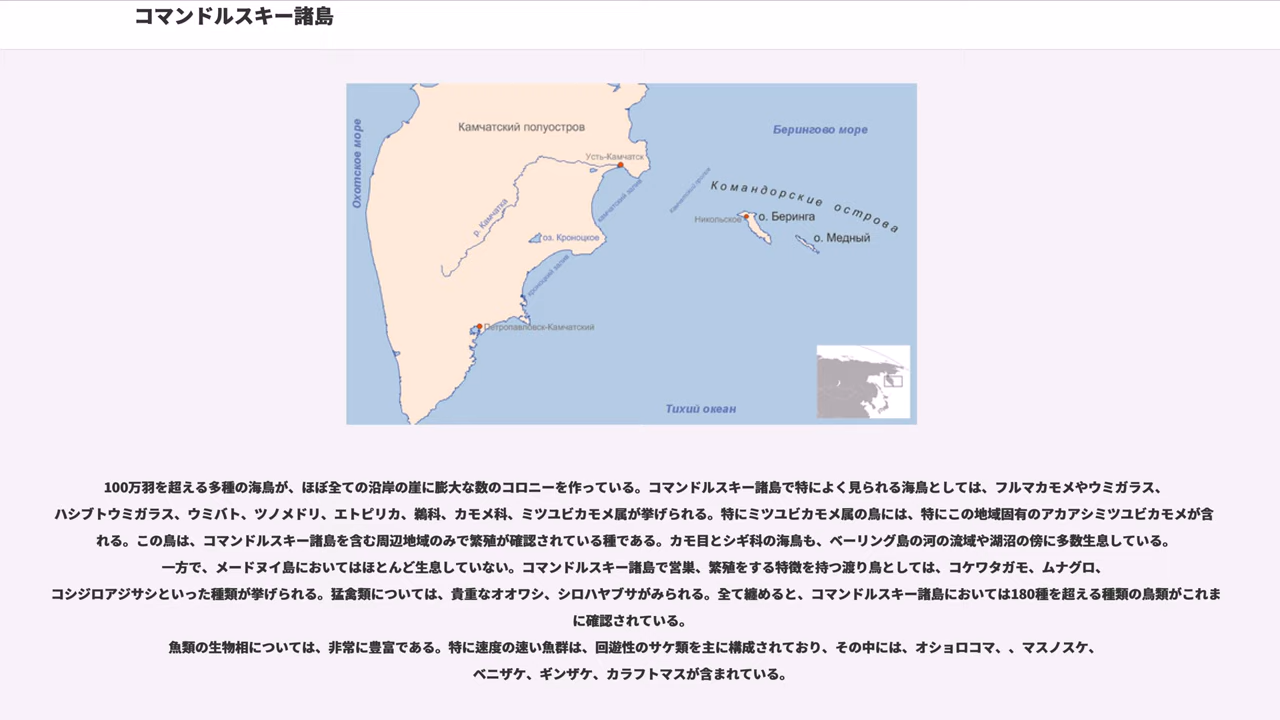 コマンドルスキー諸島
Охотское море
Камчатский полуостров
Берингово море
Усть-Камчатск
камчатский залив
Камчатский пролив
Командорские острова
р. Камчатка
Никольское
о. Беринга
оз. Кроноцкое
о. Медный
Кроноцкий залив
Петропавловск-Камчатский
Тихий океан
100万羽を超える多種の海鳥が、ほぼ全ての沿岸の崖に膨大な数のコロニーを作っている。コマンドルスキー諸島で特によく見られる海鳥としては、フルマカモメやウミガラス、
ハシブトウミガラス、ウミバト、ツノメドリ、エトピリカ、鵜科、カモメ科、ミツユビカモメ属が挙げられる。特にミツユビカモメ属の鳥には、特にこの地域固有のアカアシミツユビカモメが含
れる。この鳥は、コマンドルスキー諸島を含む周辺地域のみで繁殖が確認されている種である。カモ目とシギ科の海鳥も、ベーリング島の河の流域や湖沼の傍に多数生息している。
一方で、メードヌイ島においてはほとんど生息していない。コマンドルスキー諸島で営巣、繁殖をする特徴を持つ渡り鳥としては、コケワタガモ、ムナグロ、
コシジロアジサシといった種類が挙げられる。猛禽類については、貴重なオオワシ、シロハヤブサがみられる。全て纏めると、コマンドルスキー諸島においては180種を超える種類の鳥類がこれま
に確認されている。
魚類の生物相については、非常に豊富である。特に速度の速い魚群は、回遊性のサケ類を主に構成されており、その中には、オショロコマ、、マスノスケ、
ベニザケ、ギンザケ、カラフトマスが含まれている。